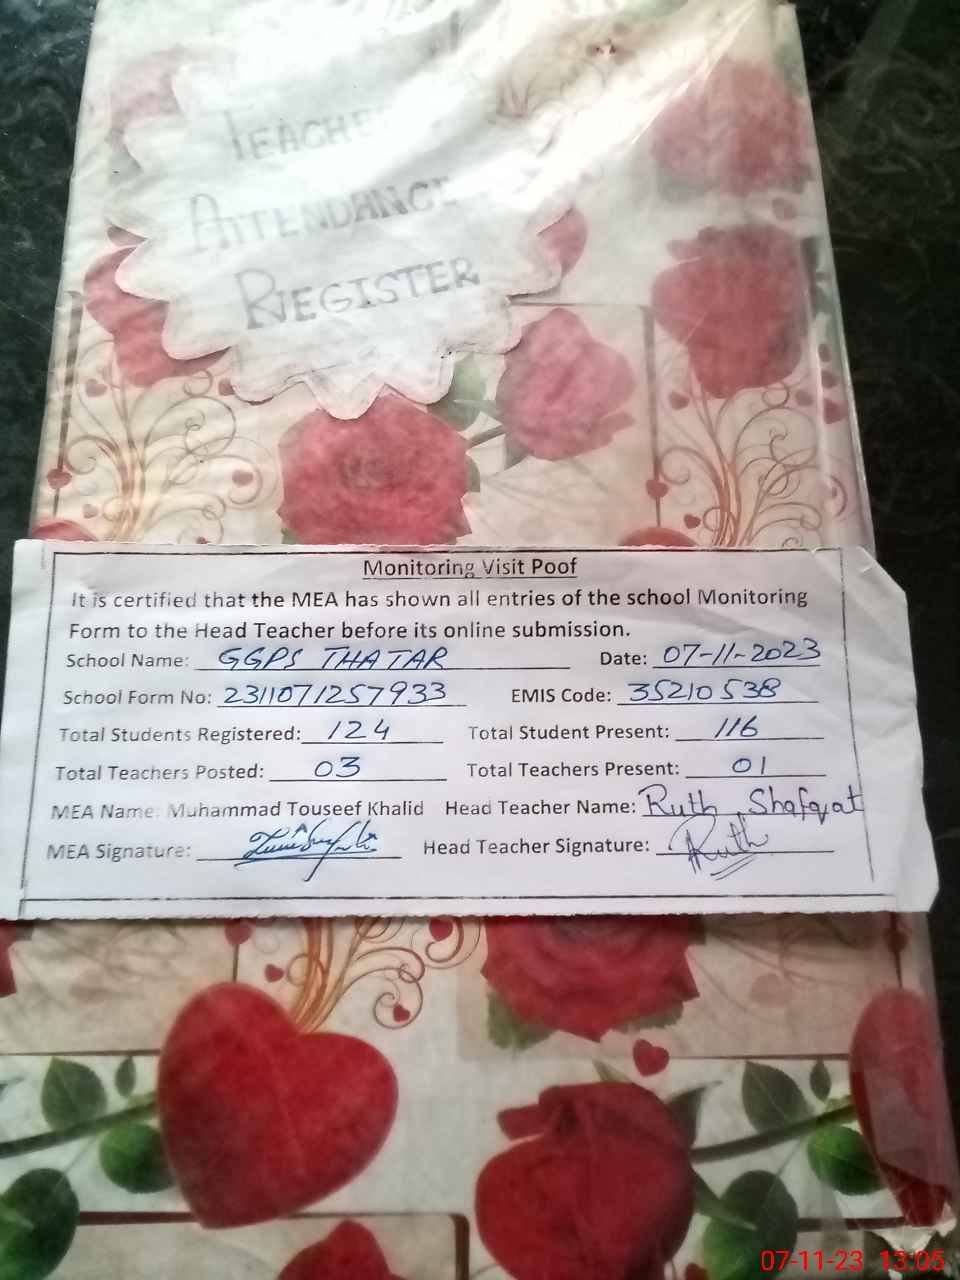 TEACHER
ATTENDANCE
REGISTER
Monitoring Visit Poof
It is certified that the MEA has shown all entries of the school Monitoring
Form to the Head Teacher before its online submission.
School Name: GGPS THATAR Date: 07-11-2023
School Form No: 2311071257933 EMIS Code: 35210538
Total Students Registered: 124 Total Student Present: 116
Total Teachers Posted: 03 Total Teachers Present: 01
MEA Name: Muhammad Touseef Khalid Head Teacher Name: Ruth Shafqat
MEA Signature: Head Teacher Signature: Ruth
07-11-23 13:05